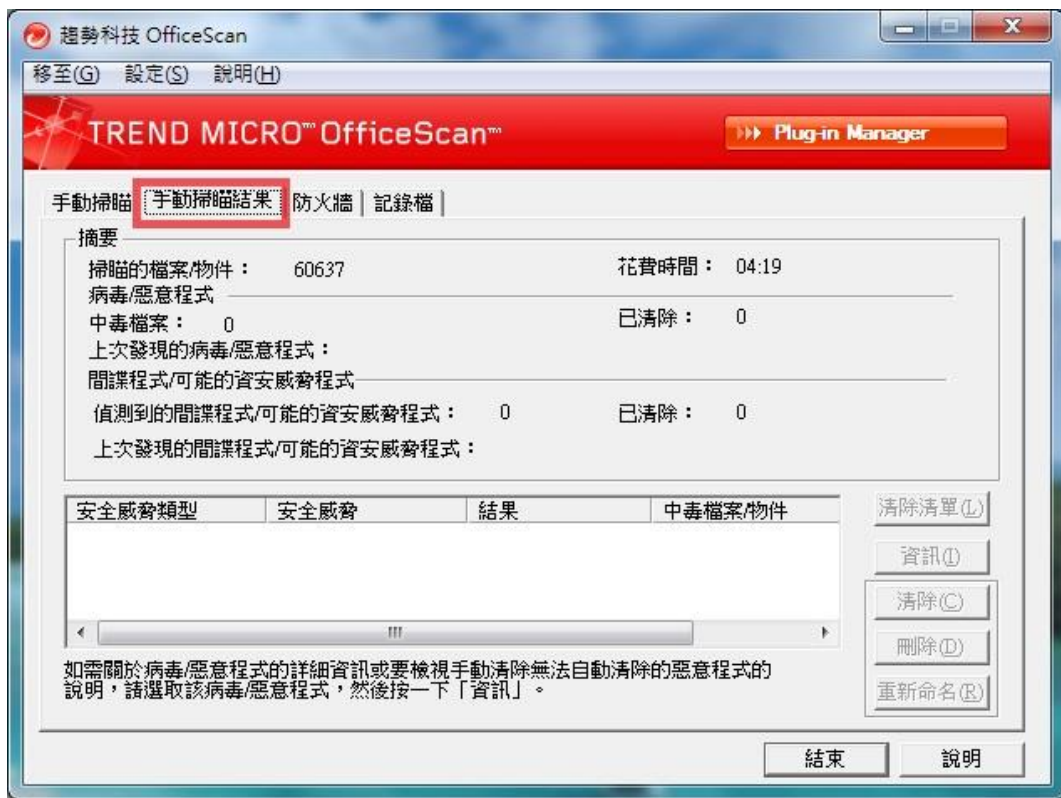 趨勢科技 OfficeScan
移至(G) 設定(S) 說明(H)
TREND MICRO™ OfficeScan™
Plug-in Manager
手動掃瞄 手動掃瞄結果 防火牆 記錄檔
摘要
掃瞄的檔案/物件： 60637 花費時間： 04:19
病毒/惡意程式
中毒檔案： 0 已清除： 0
上次發現的病毒/惡意程式：
間諜程式/可能的資安威脅程式
偵測到的間諜程式/可能的資安威脅程式： 0 已清除： 0
上次發現的間諜程式/可能的資安威脅程式：
安全威脅類型 安全威脅 結果 中毒檔案/物件
清除清單(L)
資訊(I)
清除(C)
刪除(D)
重新命名(R)
如需關於病毒/惡意程式的詳細資訊或要檢視手動清除無法自動清除的惡意程式的
說明，請選取該病毒/惡意程式，然後按一下「資訊」。
結束 說明